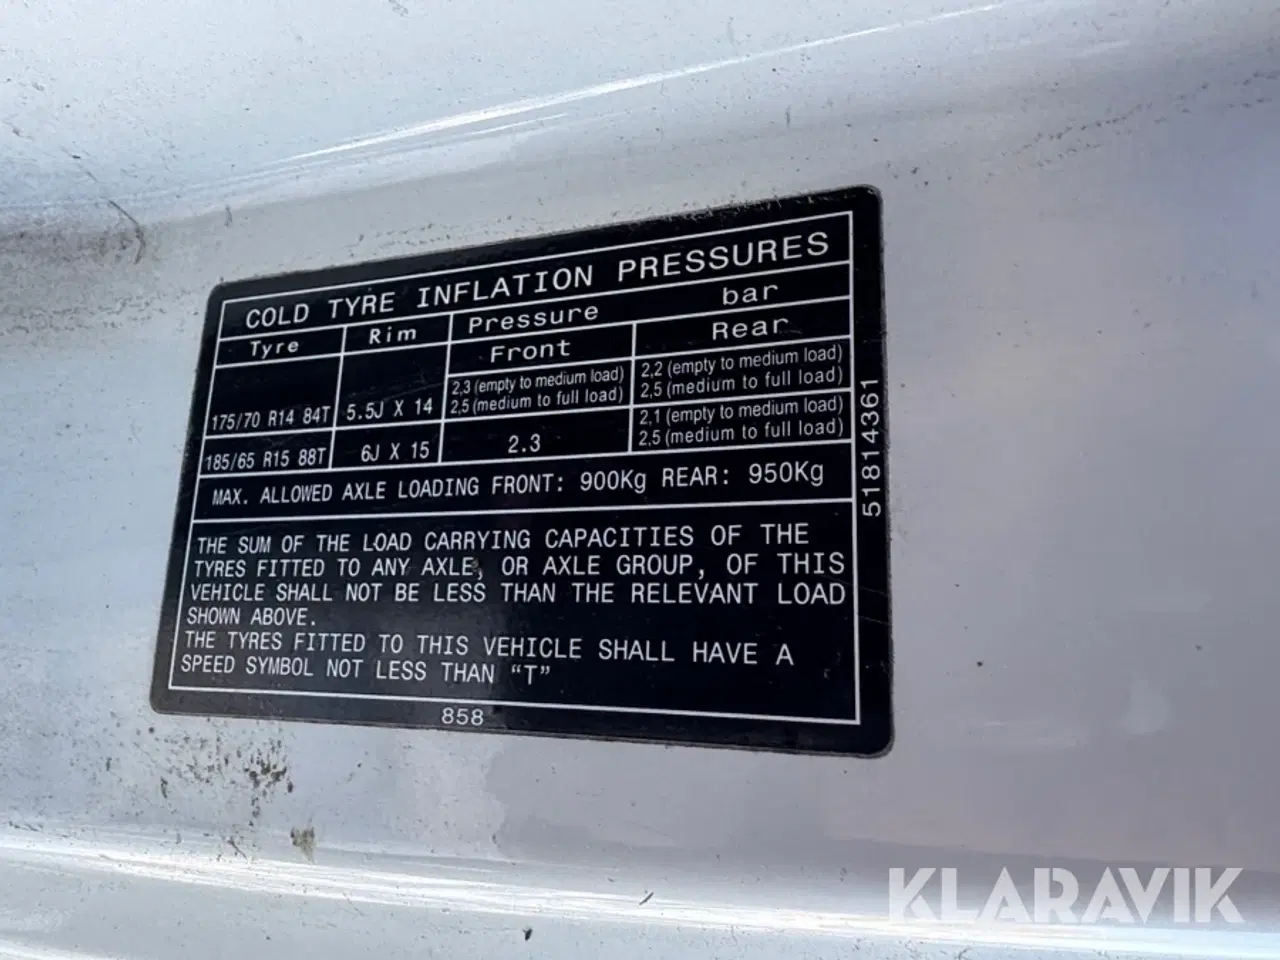 COLD TYRE INFLATION PRESSURES
Tyre Rim Pressure bar
Front Rear
175/70 R14 84T 5.5J X 14 2,3 (empty to medium load) 2,2 (empty to medium load)
2,5 (medium to full load) 2,5 (medium to full load)
185/65 R15 88T 6J X 15 2.3 2,1 (empty to medium load)
2,5 (medium to full load)
MAX. ALLOWED AXLE LOADING FRONT: 900Kg REAR: 950Kg
THE SUM OF THE LOAD CARRYING CAPACITIES OF THE
TYRES FITTED TO ANY AXLE, OR AXLE GROUP, OF THIS
VEHICLE SHALL NOT BE LESS THAN THE RELEVANT LOAD
SHOWN ABOVE.
THE TYRES FITTED TO THIS VEHICLE SHALL HAVE A
SPEED SYMBOL NOT LESS THAN “T”
858
51814361
KLARAVIK